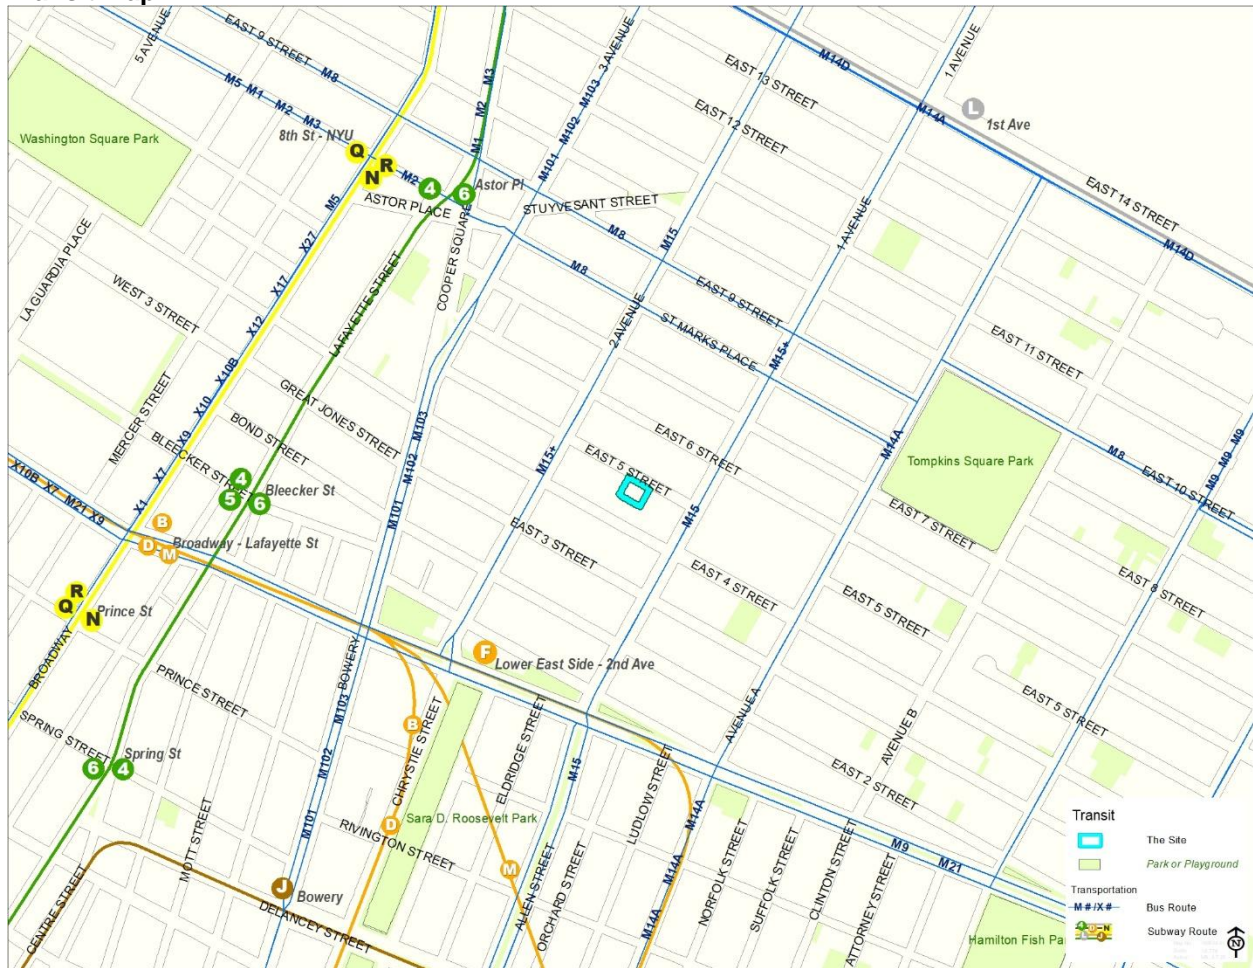 5 AVENUE
EAST 9 STREET
M8
M5 M1
M2
M3
8th St - NYU
Q
R
N
M2
4
6
Astor Pl
ASTOR PLACE
M1
M2
M3
COOPER SQUARE
STUYVESANT STREET
M101 M102 M103 3 AVENUE
M14D
EAST 13 STREET
EAST 12 STREET
1 AVENUE
M14A
L
1st Ave
EAST 14 STREET
M14D
Washington Square Park
LA GUARDIA PLACE
WEST 3 STREET
M5
X27
X17
X12
X10B
X10
X9
X7
X1
MERCER STREET
LAFAYETTE STREET
GREAT JONES STREET
BOND STREET
BLEECKER STREET
4
5
6
Bleecker St
M8
M8
M15
1 AVENUE
2 AVENUE
EAST 9 STREET
ST MARKS PLACE
M15+
EAST 11 STREET
M14A
Tompkins Square Park
M8
EAST 10 STREET
M9
M9
M9
M103
M102
M101
M15+
EAST 6 STREET
EAST 5 STREET
M15
EAST 3 STREET
EAST 4 STREET
EAST 7 STREET
EAST 5 STREET
EAST 8 STREET
X10B X7 M21 X9
B
D
M
Broadway - Lafayette St
R
Q
N
Prince St
BROADWAY
PRINCE STREET
SPRING STREET
6
4
Spring St
F
Lower East Side - 2nd Ave
BOWERY
M103
M102
M101
B
CHRYSTIE STREET
D
M
ELDRIDGE STREET
M15
LUDLOW STREET
AVENUE A
AVENUE B
EAST 5 STREET
EAST 2 STREET
M14A
M14A
M14A
Sara D. Roosevelt Park
RIVINGTON STREET
MOTT STREET
CENTRE STREET
J
Bowery
DELANCEY STREET
ALLEN STREET
ORCHARD STREET
NORFOLK STREET
SUFFOLK STREET
CLINTON STREET
ATTORNEY STREET
M9
M21
Hamilton Fish Par
Transit
The Site
Park or Playground
Transportation
M # /X #
Bus Route
Subway Route
N